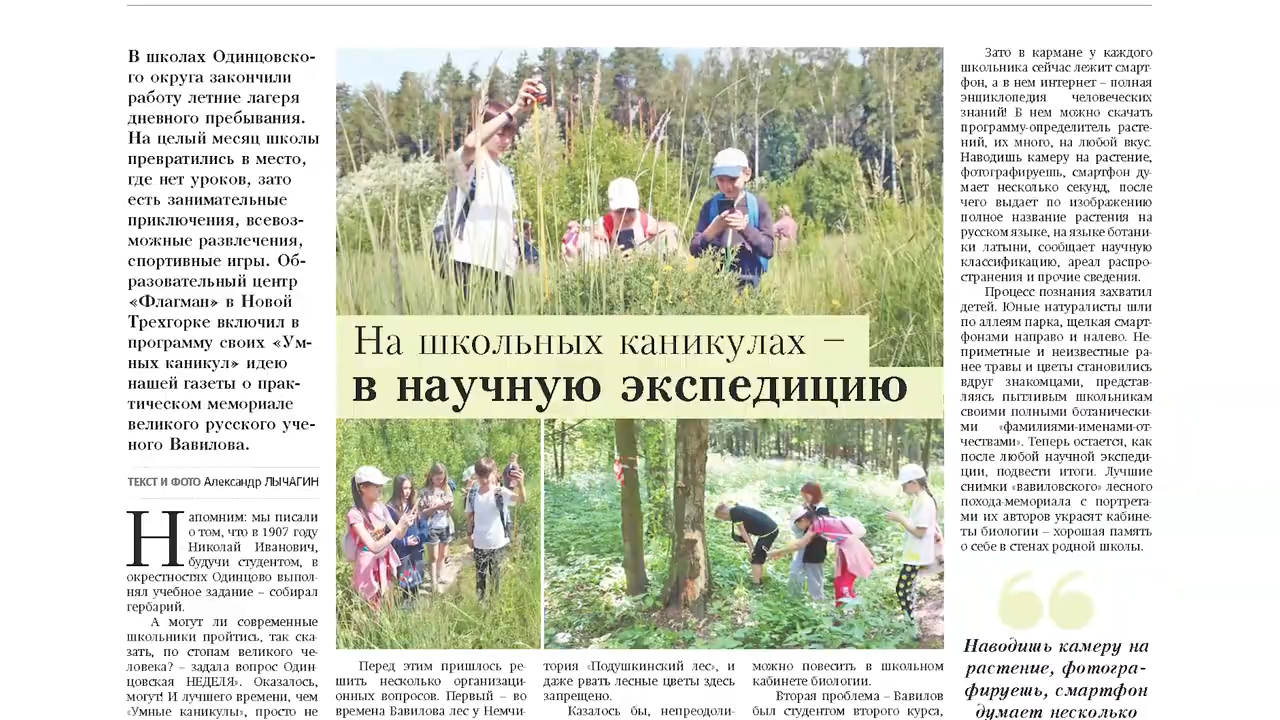 В школах Одинцовско-
го округа закончили
работу летние лагеря
дневного пребывания.
На целый месяц школы
превратились в место,
где нет уроков, зато
есть занимательные
приключения, всевоз-
можные развлечения,
спортивные игры. Об-
разовательный центр
«Флагман» в Новой
Трехгорке включил в
программу своих «Ум-
ных каникул» идею
нашей газеты о прак-
тическом мемориале
великого русского уче-
ного Вавилова.
ТЕКСТ И ФОТО Александр ЛЫЧАГИН
Напомним: мы писали
о том, что в 1907 году
Николай Иванович,
будучи студентом, в
окрестностях Одинцово выпол-
нял учебное задание – собирал
гербарий.
А могут ли современные
школьники пройтись, так ска-
зать, по стопам великого че-
ловека? – задала вопрос Один-
цовская НЕДЕЛЯ». Оказалось,
могут! И лучшего времени, чем
«Умные каникулы», просто не
На школьных каникулах –
в научную экспедицию
Перед этим пришлось ре-
шить несколько организаци-
онных вопросов. Первый – во
времена Вавилова лес у Немчи-
тория «Подушкинский лес», и
даже рвать лесные цветы здесь
запрещено.
Казалось бы, непреодоли-
можно повесить в школьном
кабинете биологии.
Вторая проблема – Вавилов
был студентом второго курса,
Зато в кармане у каждого
школьника сейчас лежит смарт-
фон, а в нем интернет – полная
энциклопедия человеческих
знаний! В нем можно скачать
программу-определитель расте-
ний, их много, на любой вкус.
Наводишь камеру на растение,
фотографируешь, смартфон ду-
мает несколько секунд, после
чего выдает по изображению
полное название растения на
русском языке, на языке ботани-
ки латыни, сообщает научную
классификацию, ареал распро-
странения и прочие сведения.
Процесс познания захватил
детей. Юные натуралисты шли
по аллеям парка, щелкая смарт-
фонами направо и налево. Не-
приметные и неизвестные ра-
нее травы и цветы становились
вдруг знакомцами, представ-
ляясь пытливым школьникам
своими полными ботанически-
ми «фамилиями-именами-от-
чествами». Теперь остается, как
после любой научной экспеди-
ции, подвести итоги. Лучшие
снимки «вавиловского» лесного
похода-мемориала с портрета-
ми их авторов украсят кабине-
ты биологии – хорошая память
о себе в стенах родной школы.
Наводишь камеру на
растение, фотогра-
фируешь, смартфон
думает несколько